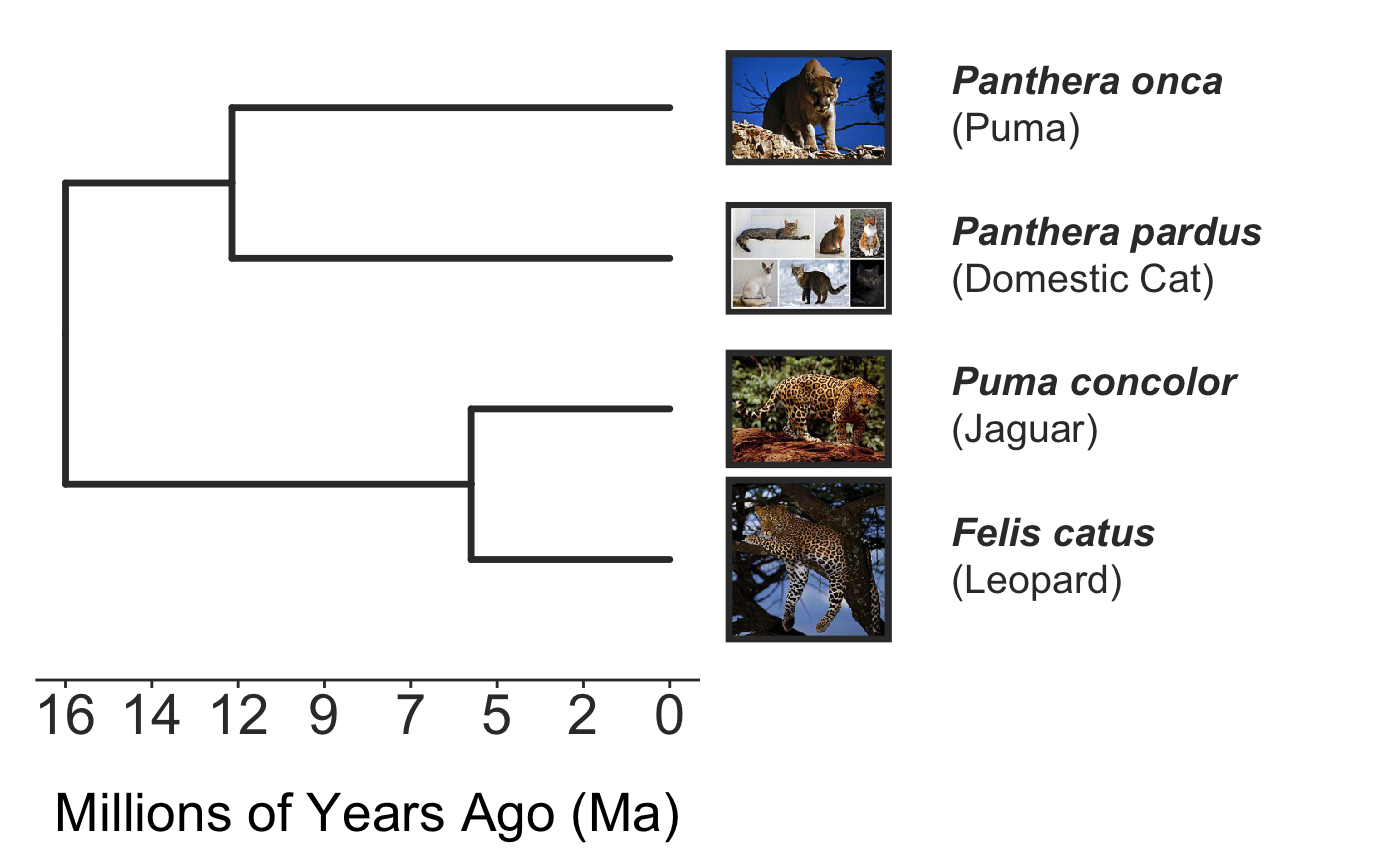 Panthera onca
(Puma)
Panthera pardus
(Domestic Cat)
Puma concolor
(Jaguar)
Felis catus
(Leopard)
16 14 12 9 7 5 2 0
Millions of Years Ago (Ma)